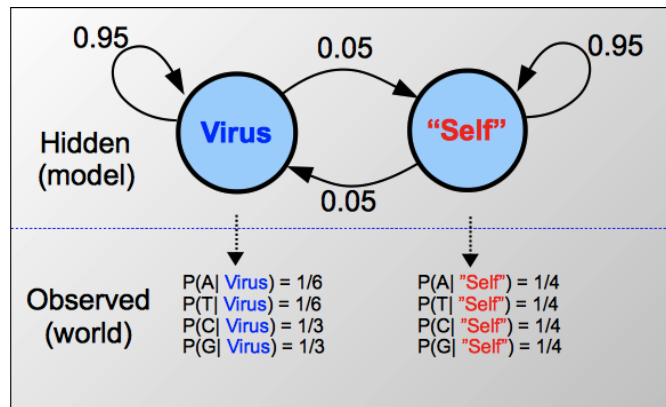 0.95
0.05
0.95
Virus
“Self”
Hidden
(model)
0.05
Observed
(world)
P(A| Virus) = 1/6
P(T| Virus) = 1/6
P(C| Virus) = 1/3
P(G| Virus) = 1/3
P(A| ”Self”) = 1/4
P(T| ”Self”) = 1/4
P(C| ”Self”) = 1/4
P(G| ”Self”) = 1/4